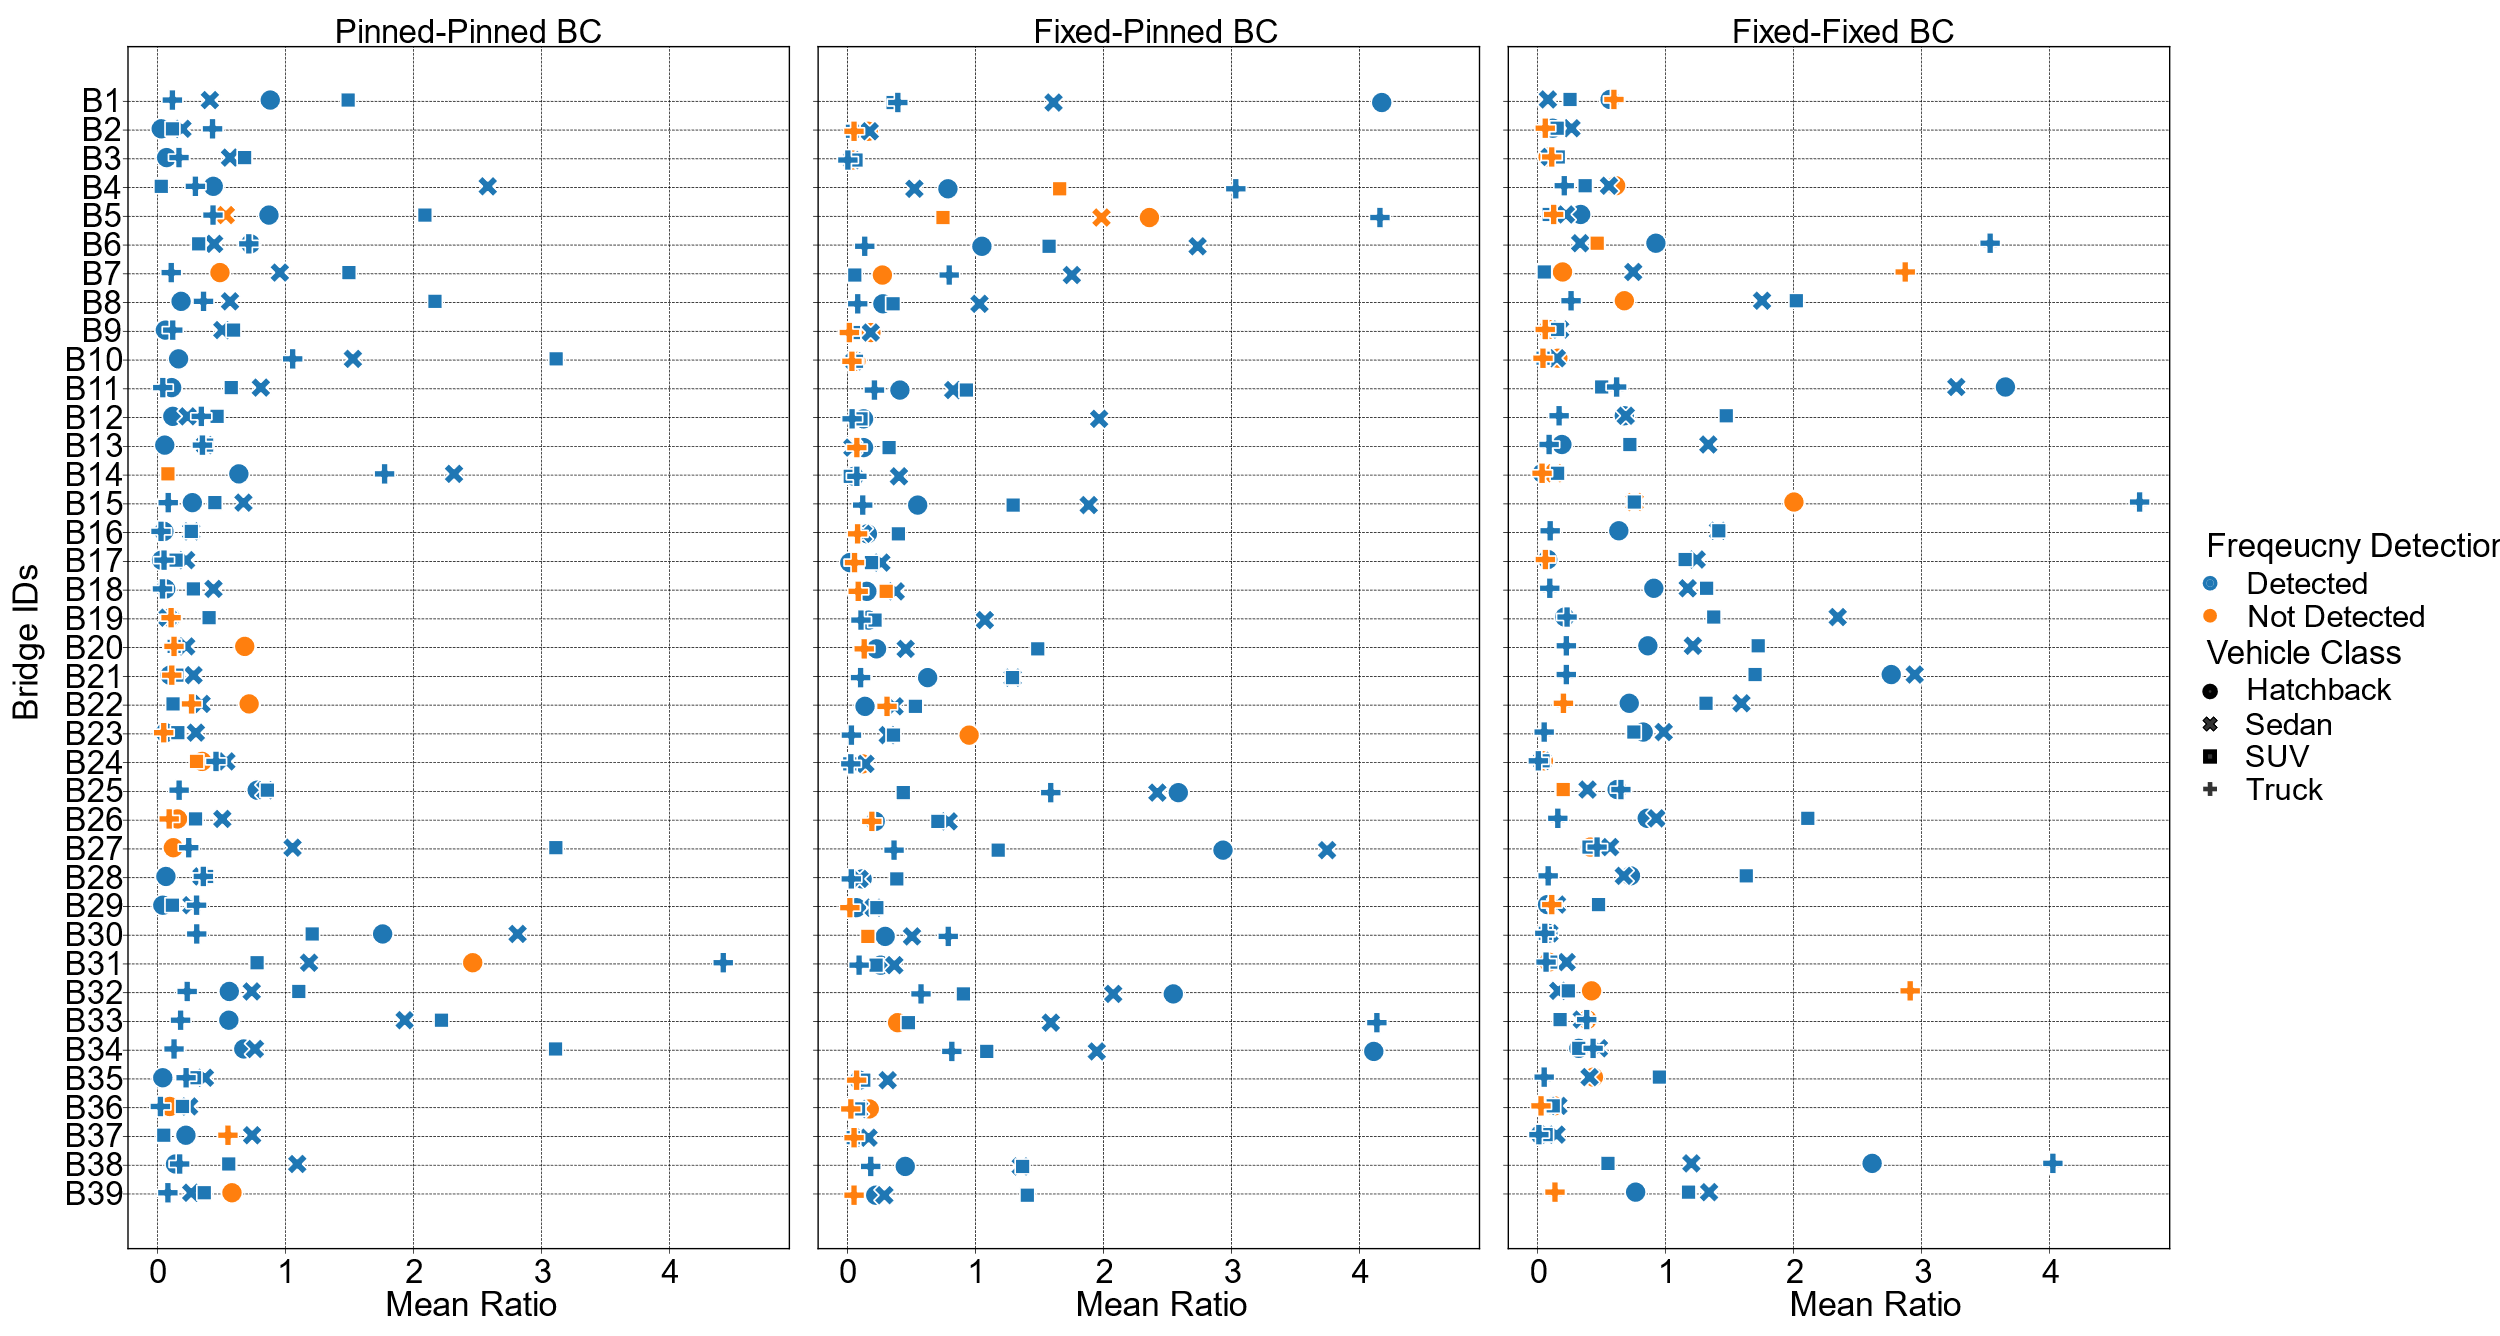 Pinned-Pinned BC
Fixed-Pinned BC
Fixed-Fixed BC
Bridge IDs
B1
B2
B3
B4
B5
B6
B7
B8
B9
B10
B11
B12
B13
B14
B15
B16
B17
B18
B19
B20
B21
B22
B23
B24
B25
B26
B27
B28
B29
B30
B31
B32
B33
B34
B35
B36
B37
B38
B39
0 1 2 3 4
0 1 2 3 4
0 1 2 3 4
Mean Ratio
Mean Ratio
Mean Ratio
Freqeucny Detection
Detected
Not Detected
Vehicle Class
Hatchback
Sedan
SUV
Truck